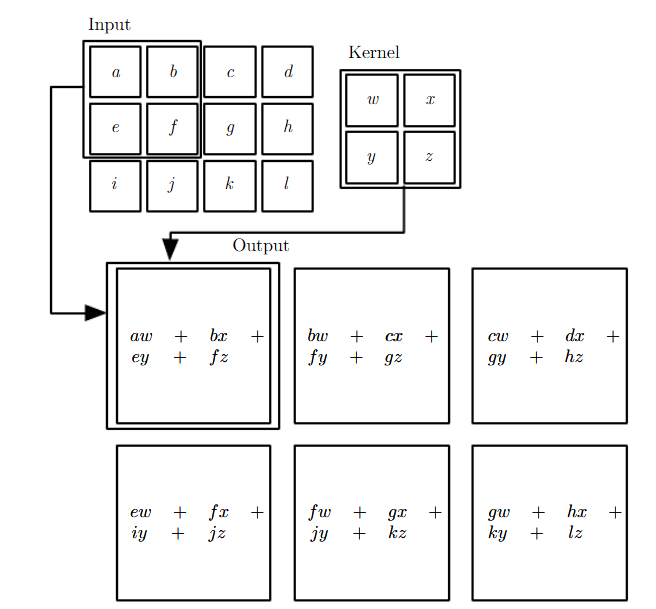 Input
Kernel
a b c d
w x
e f g h
y z
i j k l
Output
aw + bx +
ey + fz
bw + cx +
fy + gz
cw + dx +
gy + hz
ew + fx +
iy + jz
fw + gx +
jy + kz
gw + hx +
ky + lz